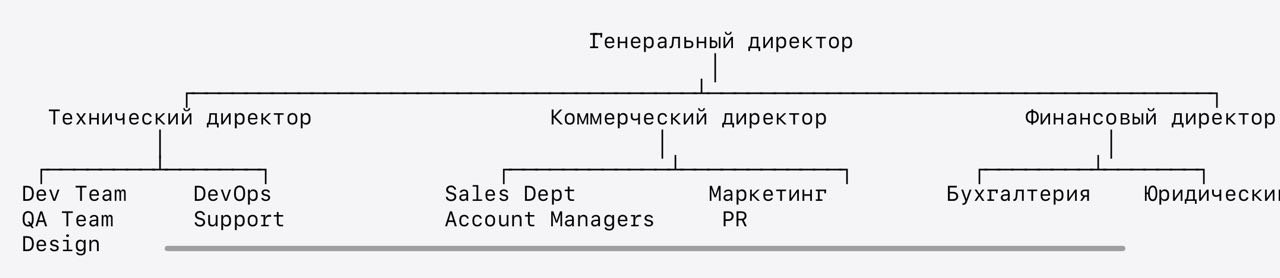 Генеральный директор
Технический директор Коммерческий директор Финансовый директор
Dev Team DevOps Sales Dept Маркетинг Бухгалтерия
QA Team Support Account Managers PR
Design